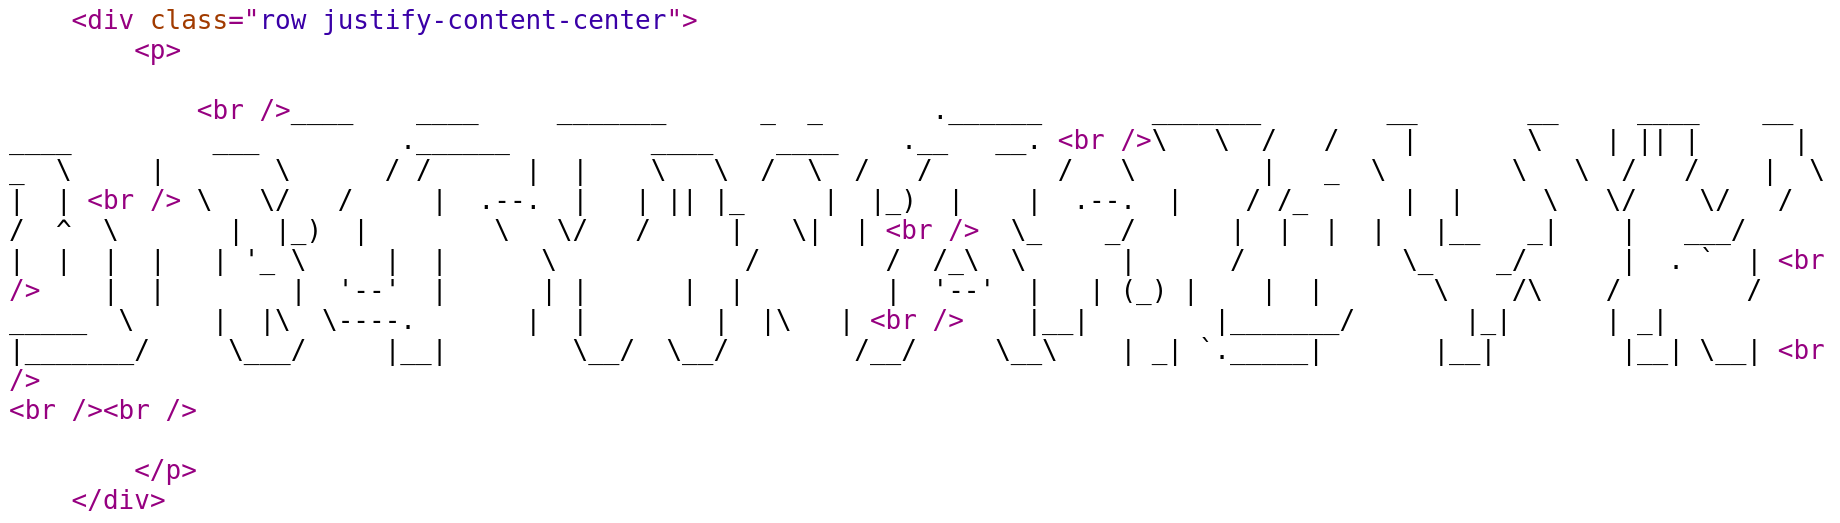 <div class="row justify-content-center">
        <p>

            <br />____    ____     _______      _  _       .______       _______        __       __     ____    __
____         ___         .______         ____    ____    .__   __. <br />\   \  /   /    |       \    | || |      |
_  \     |       \      / /      |  |    \   \  /  \  /   /        /   \        |   _  \        \   \  /   /    |  \
|  | <br /> \   \/   /     |  .--.  |   | || |_     |  |_)  |    |  .--.  |    / /_      |  |     \   \/    \/   /
/  ^  \       |  |_)  |        \   \/   /     |   \|  | <br />  \_    _/      |  |  |  |   |__   _|    |   ___/
|  |  |  |   | '_ \     |  |      \            /        /  /_\  \      |      /          \_    _/      |  . `  | <br
/>    |  |        |  '--'  |      | |      |  |         |  '--'  |   | (_) |    |  |       \    /\    /        /
_____  \     |  |\  \----.       |  |        |  |\   | <br />    |__|        |_______/       |_|      | _|
|_______/     \___/     |__|        \__/  \__/        /__/     \__\    | _| `._____|       |__|        |__| \__| <br
/>
<br /><br />

        </p>
    </div>